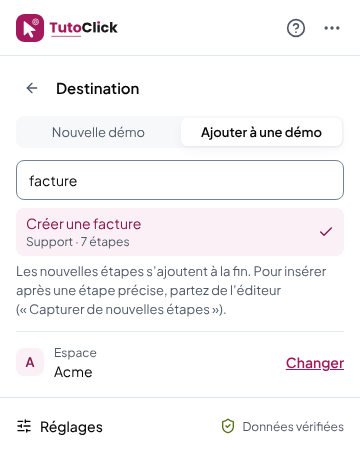 TutoClick
Destination
Nouvelle démo
Ajouter à une démo
facture
Créer une facture
Support · 7 étapes
Les nouvelles étapes s’ajoutent à la fin. Pour insérer
après une étape précise, partez de l’éditeur
(« Capturer de nouvelles étapes »).
A
Espace
Acme
Changer
Réglages
Données vérifiées